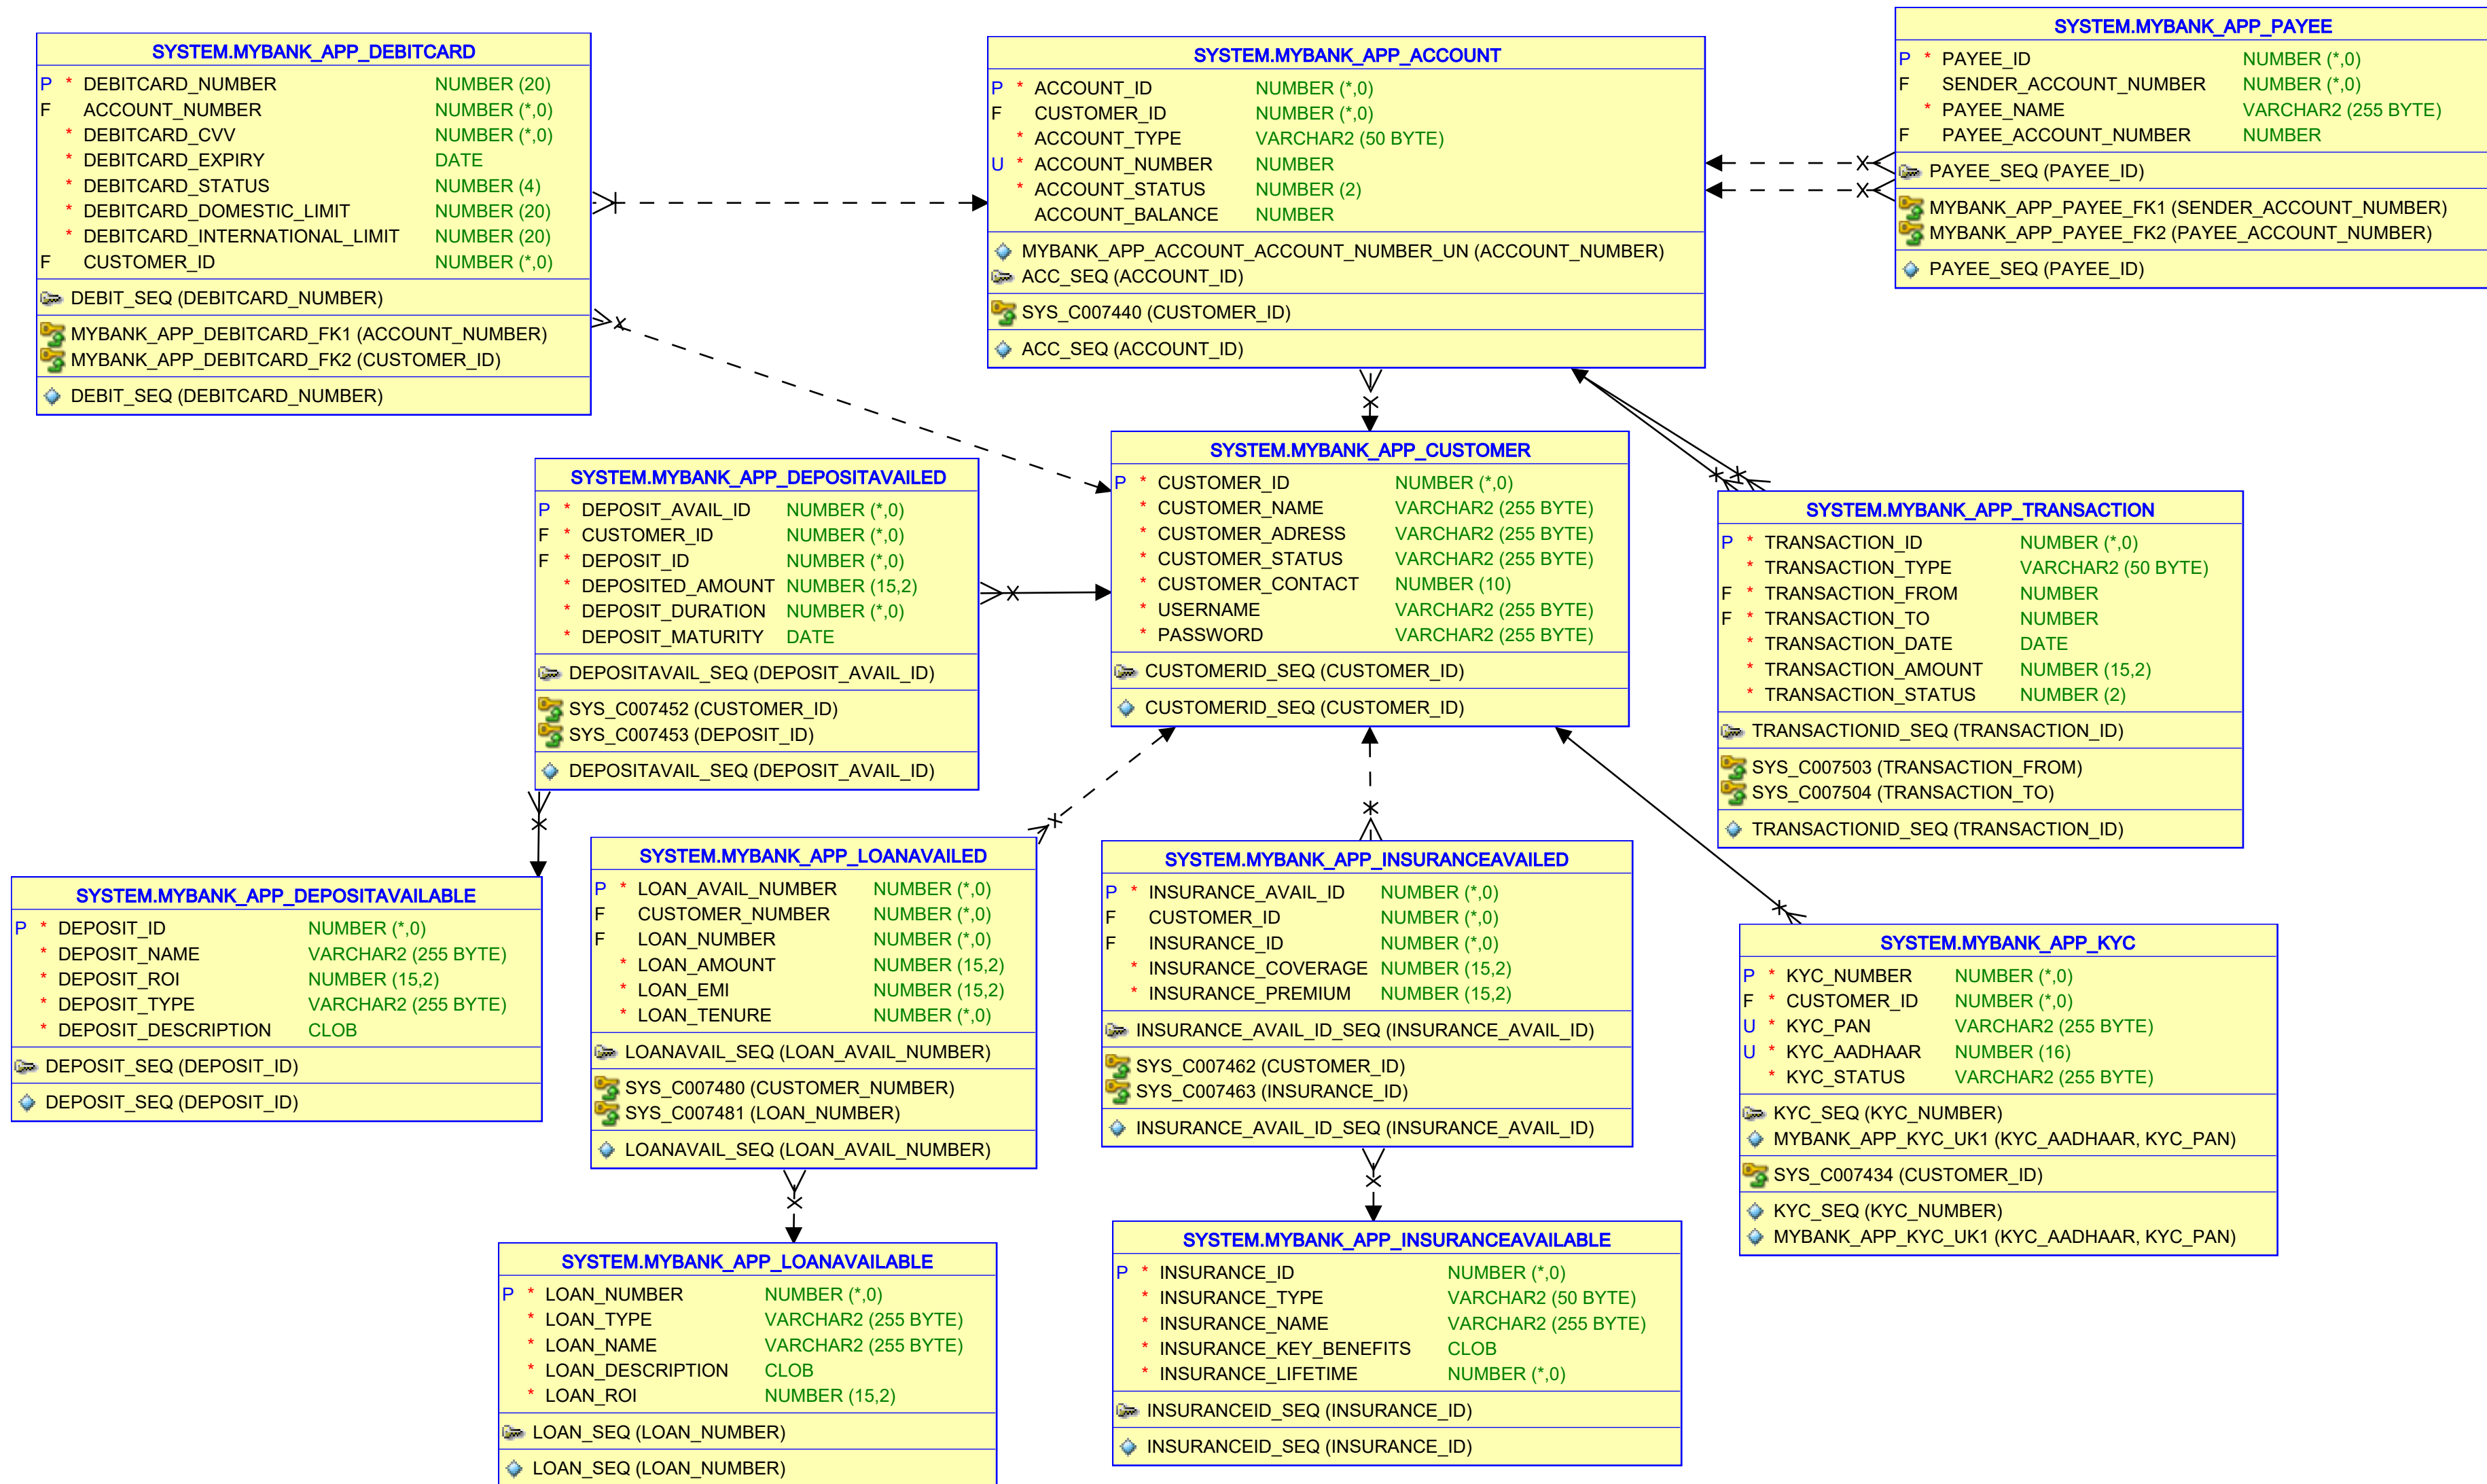 SYSTEM.MYBANK_APP_DEBITCARD
P * DEBITCARD_NUMBER NUMBER (20)
F ACCOUNT_NUMBER NUMBER (*,0)
* DEBITCARD_CVV NUMBER (*,0)
* DEBITCARD_EXPIRY DATE
* DEBITCARD_STATUS NUMBER (4)
* DEBITCARD_DOMESTIC_LIMIT NUMBER (20)
* DEBITCARD_INTERNATIONAL_LIMIT NUMBER (20)
F CUSTOMER_ID NUMBER (*,0)
DEBIT_SEQ (DEBITCARD_NUMBER)
MYBANK_APP_DEBITCARD_FK1 (ACCOUNT_NUMBER)
MYBANK_APP_DEBITCARD_FK2 (CUSTOMER_ID)
DEBIT_SEQ (DEBITCARD_NUMBER)
SYSTEM.MYBANK_APP_ACCOUNT
P * ACCOUNT_ID NUMBER (*,0)
F CUSTOMER_ID NUMBER (*,0)
* ACCOUNT_TYPE VARCHAR2 (50 BYTE)
U * ACCOUNT_NUMBER NUMBER
* ACCOUNT_STATUS NUMBER (2)
ACCOUNT_BALANCE NUMBER
MYBANK_APP_ACCOUNT_ACCOUNT_NUMBER_UN (ACCOUNT_NUMBER)
ACC_SEQ (ACCOUNT_ID)
SYS_C007440 (CUSTOMER_ID)
ACC_SEQ (ACCOUNT_ID)
SYSTEM.MYBANK_APP_PAYEE
P * PAYEE_ID NUMBER (*,0)
F SENDER_ACCOUNT_NUMBER NUMBER (*,0)
* PAYEE_NAME VARCHAR2 (255 BYTE)
F PAYEE_ACCOUNT_NUMBER NUMBER
PAYEE_SEQ (PAYEE_ID)
MYBANK_APP_PAYEE_FK1 (SENDER_ACCOUNT_NUMBER)
MYBANK_APP_PAYEE_FK2 (PAYEE_ACCOUNT_NUMBER)
PAYEE_SEQ (PAYEE_ID)
SYSTEM.MYBANK_APP_DEPOSITAVAILED
P * DEPOSIT_AVAIL_ID NUMBER (*,0)
F * CUSTOMER_ID NUMBER (*,0)
F * DEPOSIT_ID NUMBER (*,0)
* DEPOSITED_AMOUNT NUMBER (15,2)
* DEPOSIT_DURATION NUMBER (*,0)
* DEPOSIT_MATURITY DATE
DEPOSITAVAIL_SEQ (DEPOSIT_AVAIL_ID)
SYS_C007452 (CUSTOMER_ID)
SYS_C007453 (DEPOSIT_ID)
DEPOSITAVAIL_SEQ (DEPOSIT_AVAIL_ID)
SYSTEM.MYBANK_APP_CUSTOMER
P * CUSTOMER_ID NUMBER (*,0)
* CUSTOMER_NAME VARCHAR2 (255 BYTE)
* CUSTOMER_ADRESS VARCHAR2 (255 BYTE)
* CUSTOMER_STATUS VARCHAR2 (255 BYTE)
* CUSTOMER_CONTACT NUMBER (10)
* USERNAME VARCHAR2 (255 BYTE)
* PASSWORD VARCHAR2 (255 BYTE)
CUSTOMERID_SEQ (CUSTOMER_ID)
CUSTOMERID_SEQ (CUSTOMER_ID)
SYSTEM.MYBANK_APP_TRANSACTION
P * TRANSACTION_ID NUMBER (*,0)
* TRANSACTION_TYPE VARCHAR2 (50 BYTE)
F * TRANSACTION_FROM NUMBER
F * TRANSACTION_TO NUMBER
* TRANSACTION_DATE DATE
* TRANSACTION_AMOUNT NUMBER (15,2)
* TRANSACTION_STATUS NUMBER (2)
TRANSACTIONID_SEQ (TRANSACTION_ID)
SYS_C007503 (TRANSACTION_FROM)
SYS_C007504 (TRANSACTION_TO)
TRANSACTIONID_SEQ (TRANSACTION_ID)
SYSTEM.MYBANK_APP_DEPOSITAVAILABLE
P * DEPOSIT_ID NUMBER (*,0)
* DEPOSIT_NAME VARCHAR2 (255 BYTE)
* DEPOSIT_ROI NUMBER (15,2)
* DEPOSIT_TYPE VARCHAR2 (255 BYTE)
* DEPOSIT_DESCRIPTION CLOB
DEPOSIT_SEQ (DEPOSIT_ID)
DEPOSIT_SEQ (DEPOSIT_ID)
SYSTEM.MYBANK_APP_LOANAVAILED
P * LOAN_AVAIL_NUMBER NUMBER (*,0)
F CUSTOMER_NUMBER NUMBER (*,0)
F LOAN_NUMBER NUMBER (*,0)
* LOAN_AMOUNT NUMBER (15,2)
* LOAN_EMI NUMBER (15,2)
* LOAN_TENURE NUMBER (*,0)
LOANAVAIL_SEQ (LOAN_AVAIL_NUMBER)
SYS_C007480 (CUSTOMER_NUMBER)
SYS_C007481 (LOAN_NUMBER)
LOANAVAIL_SEQ (LOAN_AVAIL_NUMBER)
SYSTEM.MYBANK_APP_INSURANCEAVAILED
P * INSURANCE_AVAIL_ID NUMBER (*,0)
F CUSTOMER_ID NUMBER (*,0)
F INSURANCE_ID NUMBER (*,0)
* INSURANCE_COVERAGE NUMBER (15,2)
* INSURANCE_PREMIUM NUMBER (15,2)
INSURANCE_AVAIL_ID_SEQ (INSURANCE_AVAIL_ID)
SYS_C007462 (CUSTOMER_ID)
SYS_C007463 (INSURANCE_ID)
INSURANCE_AVAIL_ID_SEQ (INSURANCE_AVAIL_ID)
SYSTEM.MYBANK_APP_KYC
P * KYC_NUMBER NUMBER (*,0)
F * CUSTOMER_ID NUMBER (*,0)
U * KYC_PAN VARCHAR2 (255 BYTE)
U * KYC_AADHAAR NUMBER (16)
* KYC_STATUS VARCHAR2 (255 BYTE)
KYC_SEQ (KYC_NUMBER)
MYBANK_APP_KYC_UK1 (KYC_AADHAAR, KYC_PAN)
SYS_C007434 (CUSTOMER_ID)
KYC_SEQ (KYC_NUMBER)
MYBANK_APP_KYC_UK1 (KYC_AADHAAR, KYC_PAN)
SYSTEM.MYBANK_APP_LOANAVAILABLE
P * LOAN_NUMBER NUMBER (*,0)
* LOAN_TYPE VARCHAR2 (255 BYTE)
* LOAN_NAME VARCHAR2 (255 BYTE)
* LOAN_DESCRIPTION CLOB
* LOAN_ROI NUMBER (15,2)
LOAN_SEQ (LOAN_NUMBER)
LOAN_SEQ (LOAN_NUMBER)
SYSTEM.MYBANK_APP_INSURANCEAVAILABLE
P * INSURANCE_ID NUMBER (*,0)
* INSURANCE_TYPE VARCHAR2 (50 BYTE)
* INSURANCE_NAME VARCHAR2 (255 BYTE)
* INSURANCE_KEY_BENEFITS CLOB
* INSURANCE_LIFETIME NUMBER (*,0)
INSURANCEID_SEQ (INSURANCE_ID)
INSURANCEID_SEQ (INSURANCE_ID)